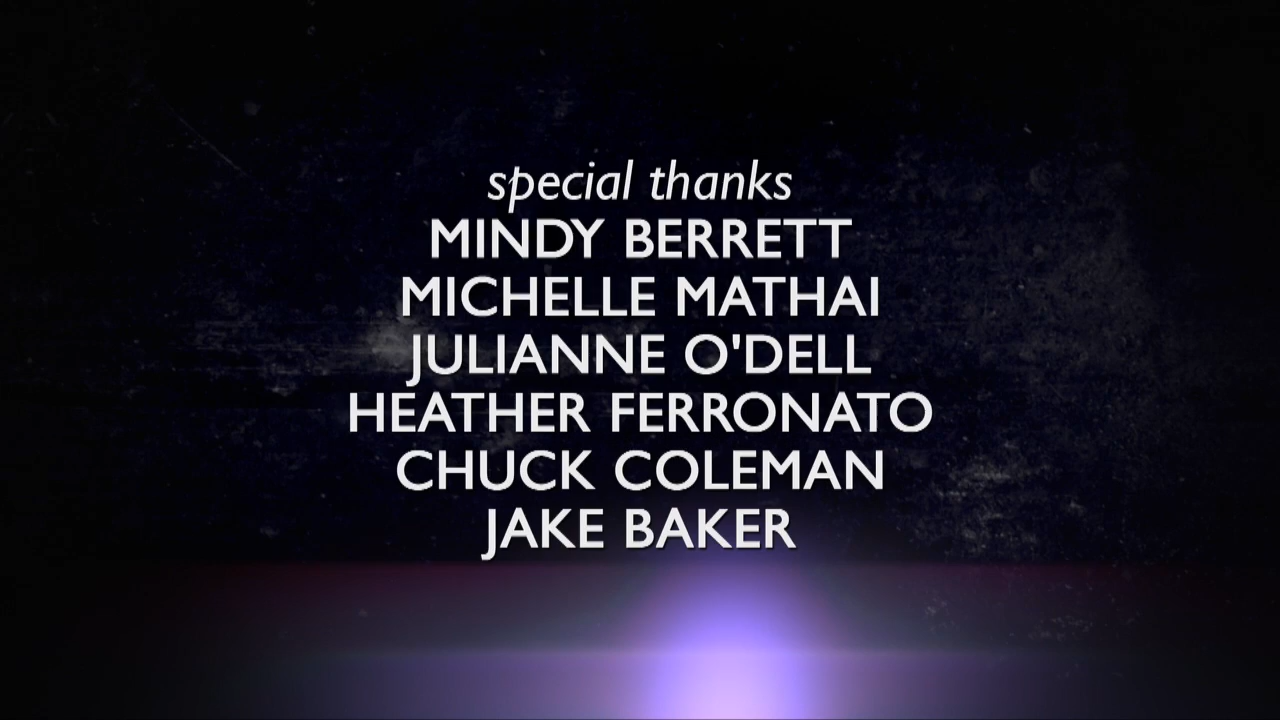 special thanks
MINDY BERRETT
MICHELLE MATHAI
JULIANNE O'DELL
HEATHER FERRONATO
CHUCK COLEMAN
JAKE BAKER